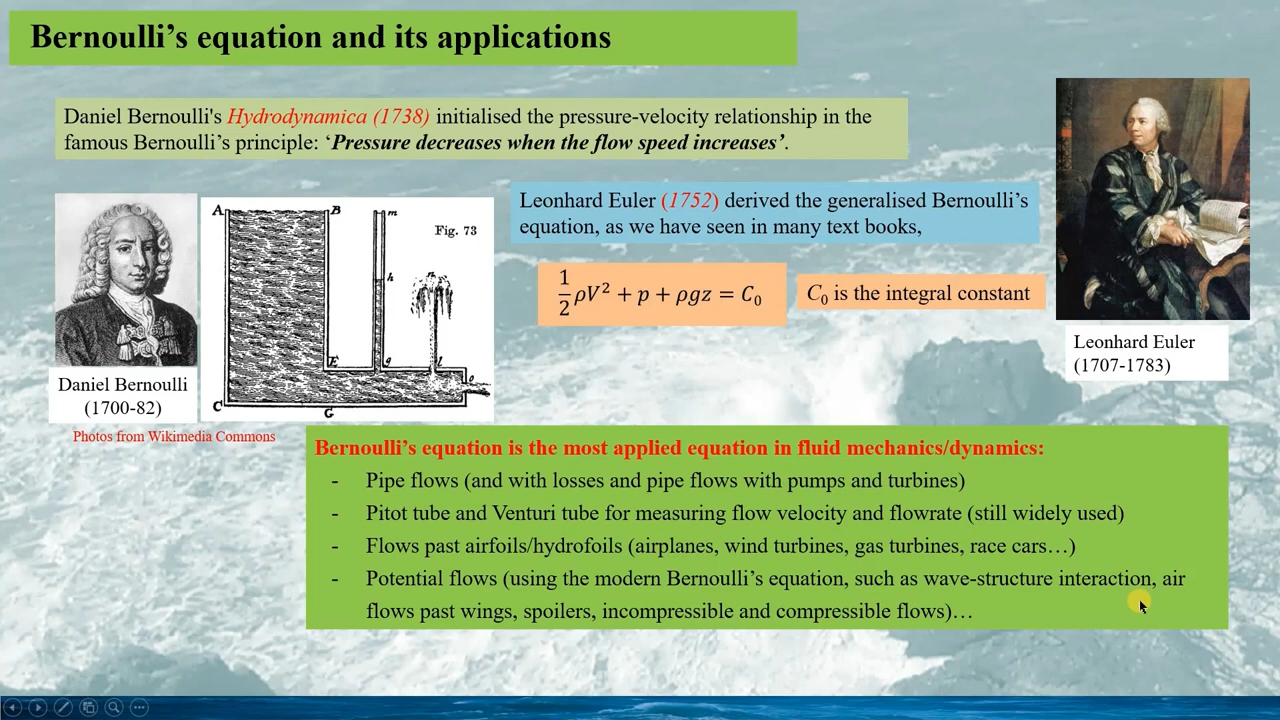 Bernoulli’s equation and its applications
Daniel Bernoulli's Hydrodynamica (1738) initialised the pressure-velocity relationship in the
famous Bernoulli’s principle: ‘Pressure decreases when the flow speed increases’.
Leonhard Euler (1752) derived the generalised Bernoulli’s
equation, as we have seen in many text books,
A
B
m
Fig. 73
h
n
E
g
l
o
C
G
1/2 ρV² + p + ρgz = C₀
C₀ is the integral constant
Leonhard Euler
(1707-1783)
Daniel Bernoulli
(1700-82)
Photos from Wikimedia Commons
Bernoulli’s equation is the most applied equation in fluid mechanics/dynamics:
- Pipe flows (and with losses and pipe flows with pumps and turbines)
- Pitot tube and Venturi tube for measuring flow velocity and flowrate (still widely used)
- Flows past airfoils/hydrofoils (airplanes, wind turbines, gas turbines, race cars…)
- Potential flows (using the modern Bernoulli’s equation, such as wave-structure interaction, air
flows past wings, spoilers, incompressible and compressible flows)…